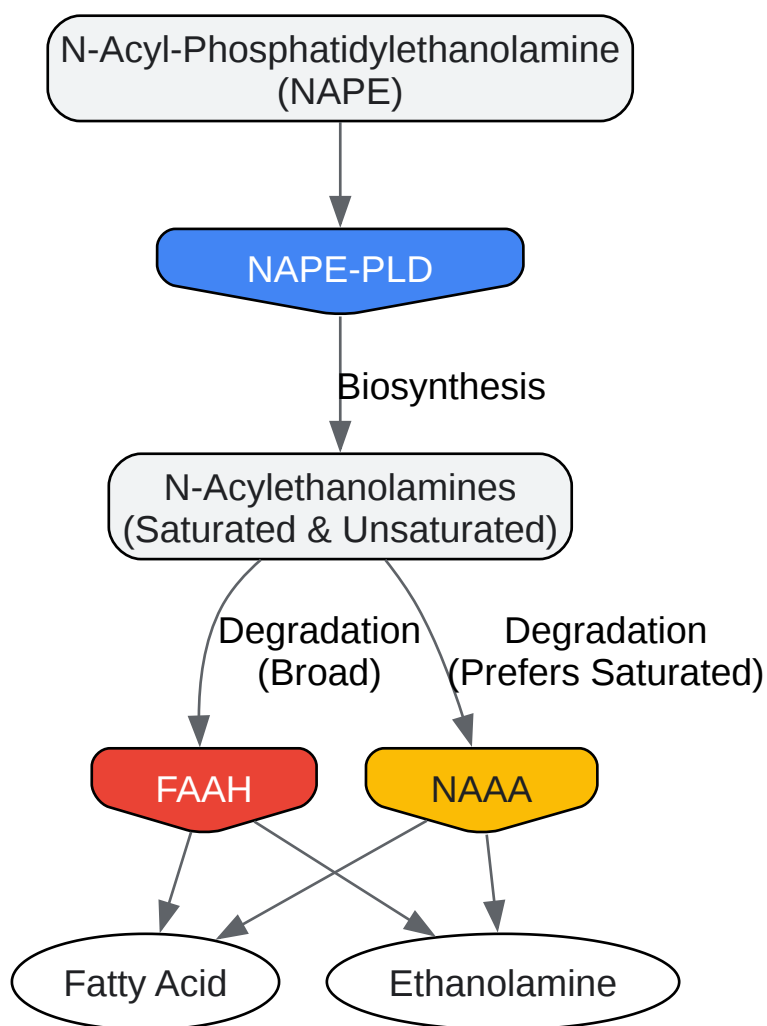 N-Acyl-Phosphatidylethanolamine
(NAPE)
NAPE-PLD
Biosynthesis
N-Acylethanolamines
(Saturated & Unsaturated)
Degradation
(Broad)
Degradation
(Prefers Saturated)
FAAH
NAAA
Fatty Acid
Ethanolamine